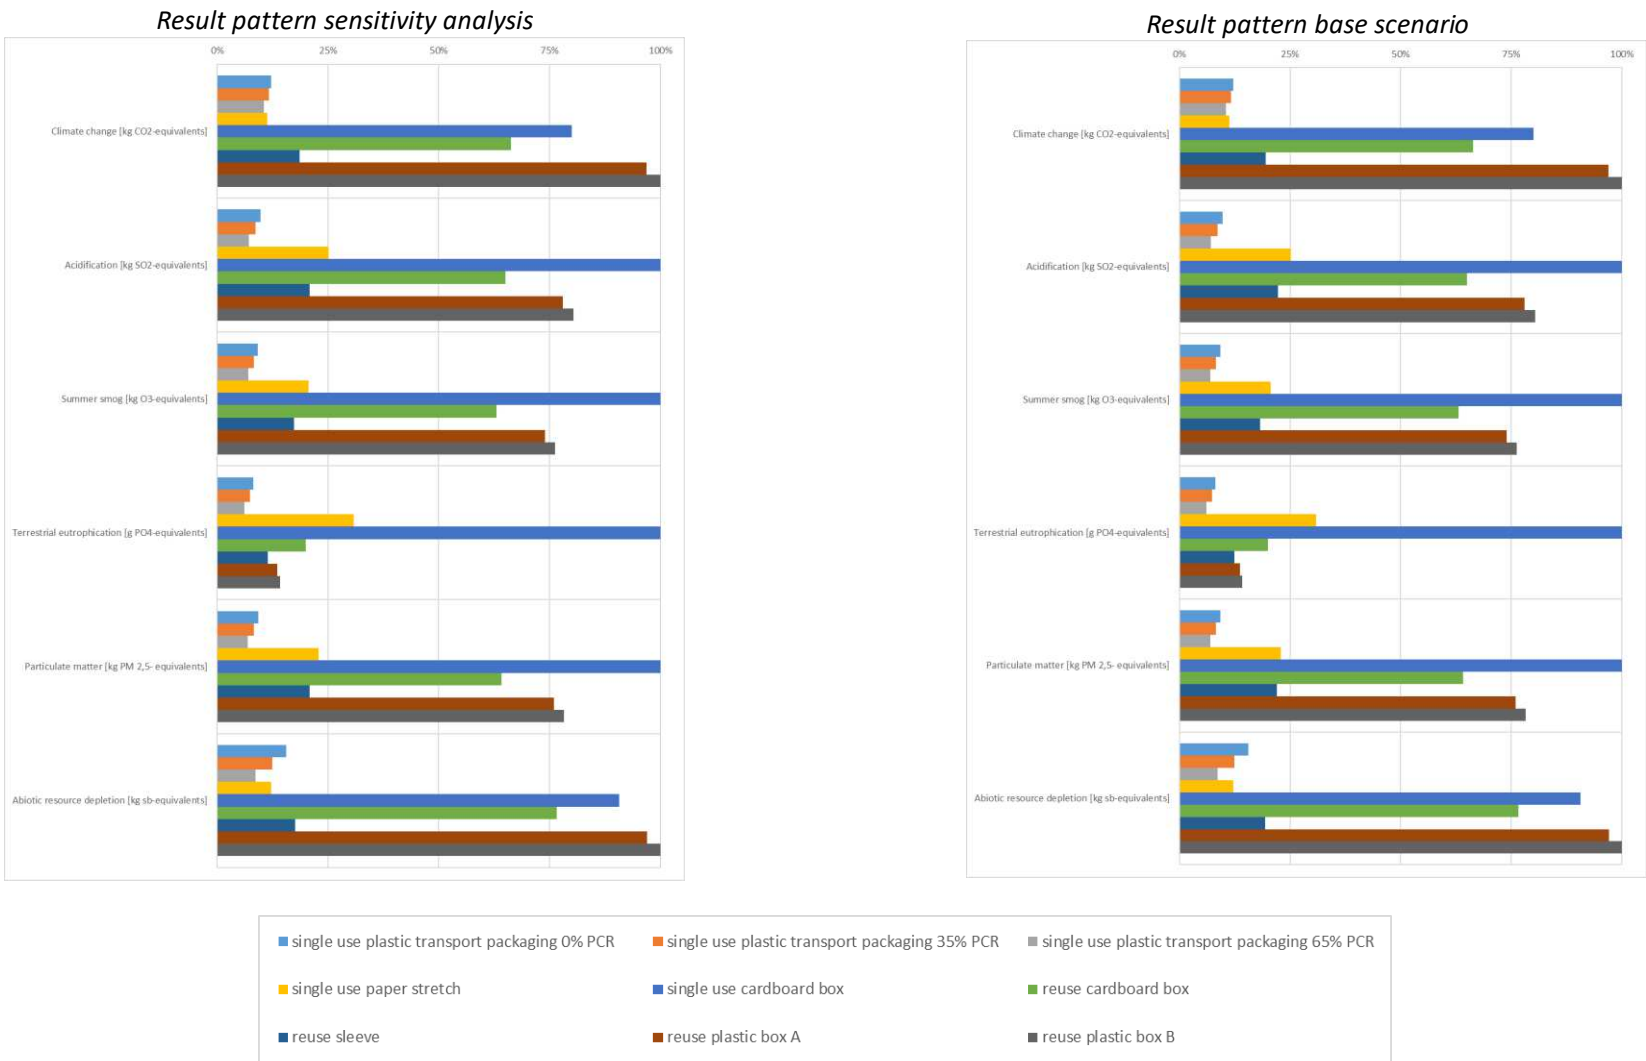 Result pattern sensitivity analysis
0% 25% 50% 75% 100%
Climate change [kg CO2-equivalents]
Acidification [kg SO2-equivalents]
Summer smog [kg O3-equivalents]
Terrestrial eutrophication [g PO4-equivalents]
Particulate matter [kg PM 2,5- equivalents]
Abiotic resource depletion [kg sb-equivalents]
Result pattern base scenario
0% 25% 50% 75% 100%
Climate change [kg CO2-equivalents]
Acidification [kg SO2-equivalents]
Summer smog [kg O3-equivalents]
Terrestrial eutrophication [g PO4-equivalents]
Particulate matter [kg PM 2,5- equivalents]
Abiotic resource depletion [kg sb-equivalents]
single use plastic transport packaging 0% PCR
single use plastic transport packaging 35% PCR
single use plastic transport packaging 65% PCR
single use paper stretch
single use cardboard box
reuse cardboard box
reuse sleeve
reuse plastic box A
reuse plastic box B